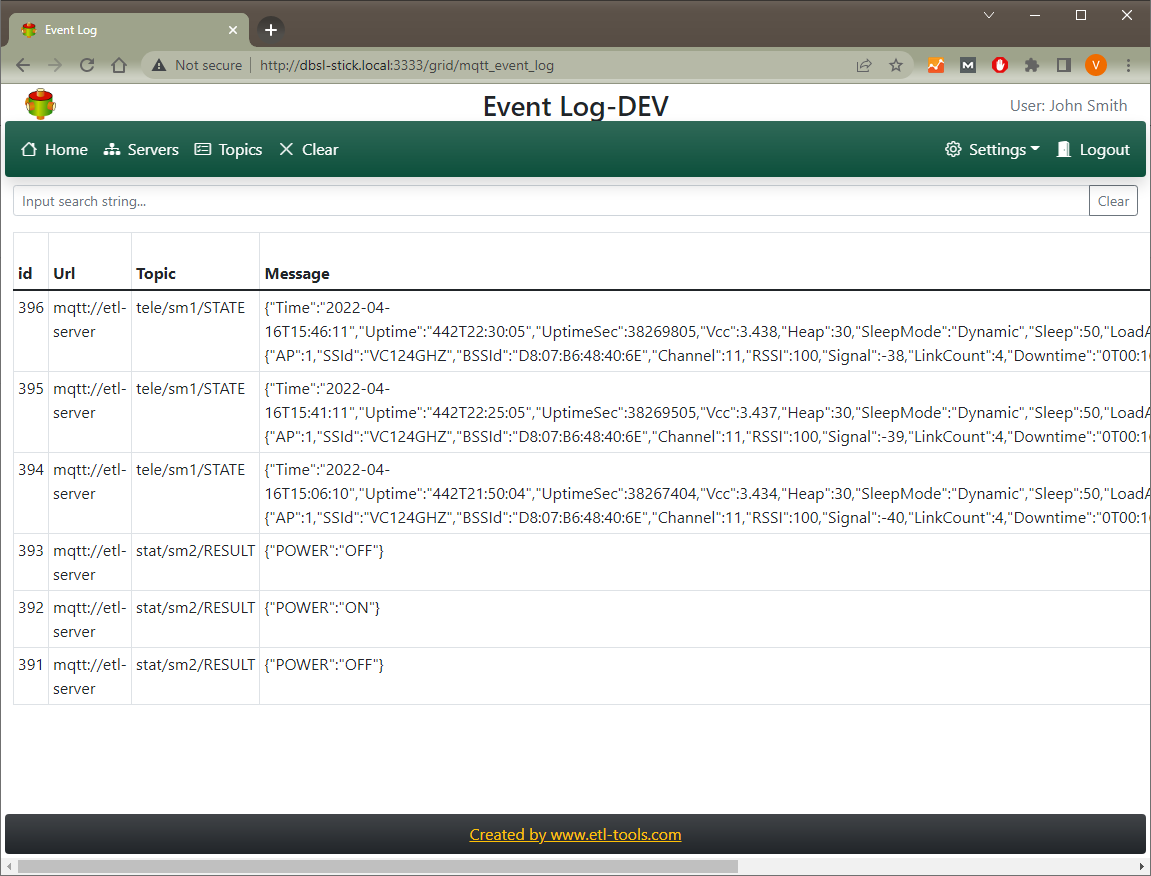 Event Log
Not secure
http://dbsl-stick.local:3333/grid/mqtt_event_log
M
V
Event Log-DEV
User: John Smith
Home Servers Topics Clear Settings Logout
Input search string... Clear
id Url Topic Message
396 mqtt://etl- tele/sm1/STATE {"Time":"2022-04-
server 16T15:46:11","Uptime":"442T22:30:05","UptimeSec":38269805,"Vcc":3.438,"Heap":30,"SleepMode":"Dynamic","Sleep":50,"Load
{"AP":1,"SSId":"VC124GHZ","BSSId":"D8:07:B6:48:40:6E","Channel":11,"RSSI":100,"Signal":-38,"LinkCount":4,"Downtime":"0T00:1
395 mqtt://etl- tele/sm1/STATE {"Time":"2022-04-
server 16T15:41:11","Uptime":"442T22:25:05","UptimeSec":38269505,"Vcc":3.437,"Heap":30,"SleepMode":"Dynamic","Sleep":50,"Load
{"AP":1,"SSId":"VC124GHZ","BSSId":"D8:07:B6:48:40:6E","Channel":11,"RSSI":100,"Signal":-39,"LinkCount":4,"Downtime":"0T00:1
394 mqtt://etl- tele/sm1/STATE {"Time":"2022-04-
server 16T15:06:10","Uptime":"442T21:50:04","UptimeSec":38267404,"Vcc":3.434,"Heap":30,"SleepMode":"Dynamic","Sleep":50,"Load
{"AP":1,"SSId":"VC124GHZ","BSSId":"D8:07:B6:48:40:6E","Channel":11,"RSSI":100,"Signal":-40,"LinkCount":4,"Downtime":"0T00:1
393 mqtt://etl- stat/sm2/RESULT {"POWER":"OFF"}
server
392 mqtt://etl- stat/sm2/RESULT {"POWER":"ON"}
server
391 mqtt://etl- stat/sm2/RESULT {"POWER":"OFF"}
server
Created by www.etl-tools.com